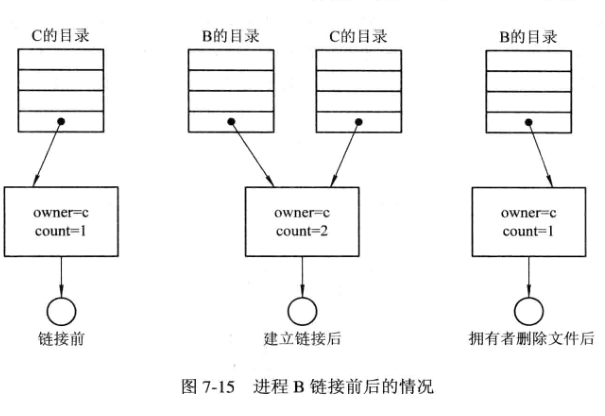 C的目录
B的目录
C的目录
B的目录
owner=c
count=1
owner=c
count=2
owner=c
count=1
链接前
建立链接后
拥有者删除文件后
图 7-15 进程 B 链接前后的情况